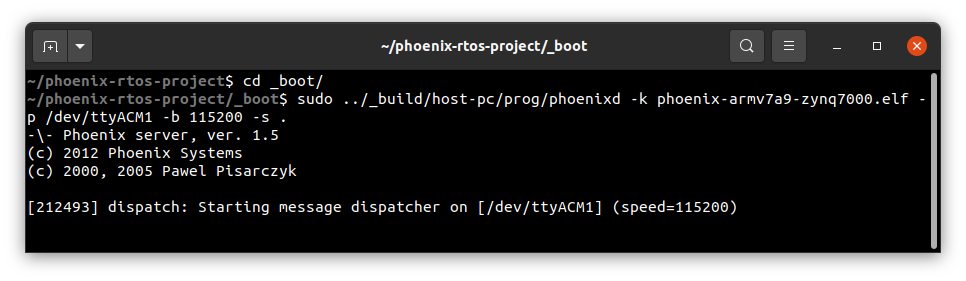 ~/phoenix-rtos-project/_boot
~/phoenix-rtos-project$ cd _boot/
~/phoenix-rtos-project/_boot$ sudo ../_build/host-pc/prog/phoenixd -k phoenix-armv7a9-zynq7000.elf -
p /dev/ttyACM1 -b 115200 -s .
-\- Phoenix server, ver. 1.5
(c) 2012 Phoenix Systems
(c) 2000, 2005 Pawel Pisarczyk
[212493] dispatch: Starting message dispatcher on [/dev/ttyACM1] (speed=115200)